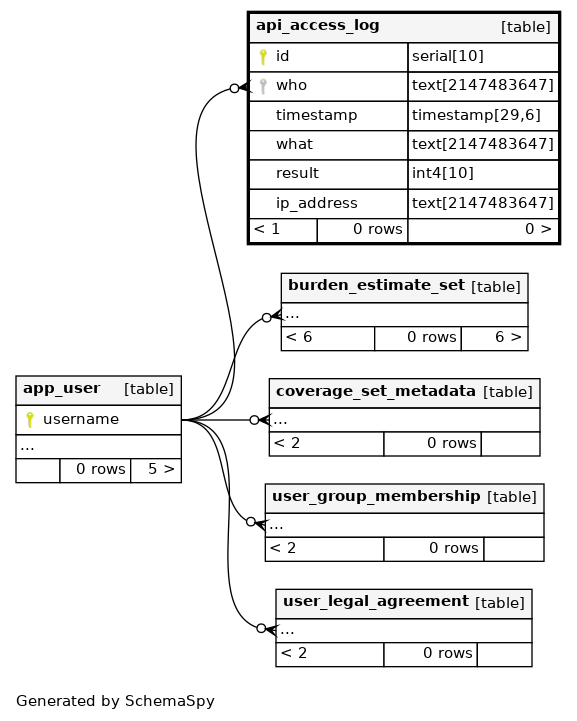 api_access_log [table]
id serial[10]
who text[2147483647]
timestamp timestamp[29,6]
what text[2147483647]
result int4[10]
ip_address text[2147483647]
< 1 0 rows 0 >
burden_estimate_set [table]
...
< 6 0 rows 6 >
app_user [table]
username
...
0 rows 5 >
coverage_set_metadata [table]
...
< 2 0 rows
user_group_membership [table]
...
< 2 0 rows
user_legal_agreement [table]
...
< 2 0 rows
Generated by SchemaSpy